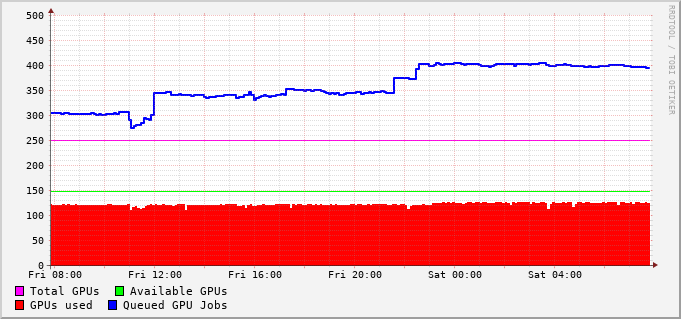 500
450
400
350
300
250
200
150
100
50
0
Fri 08:00 Fri 12:00 Fri 16:00 Fri 20:00 Sat 00:00 Sat 04:00
Total GPUs Available GPUs
GPUs used Queued GPU Jobs
RRDTOOL / TOBI OETIKER